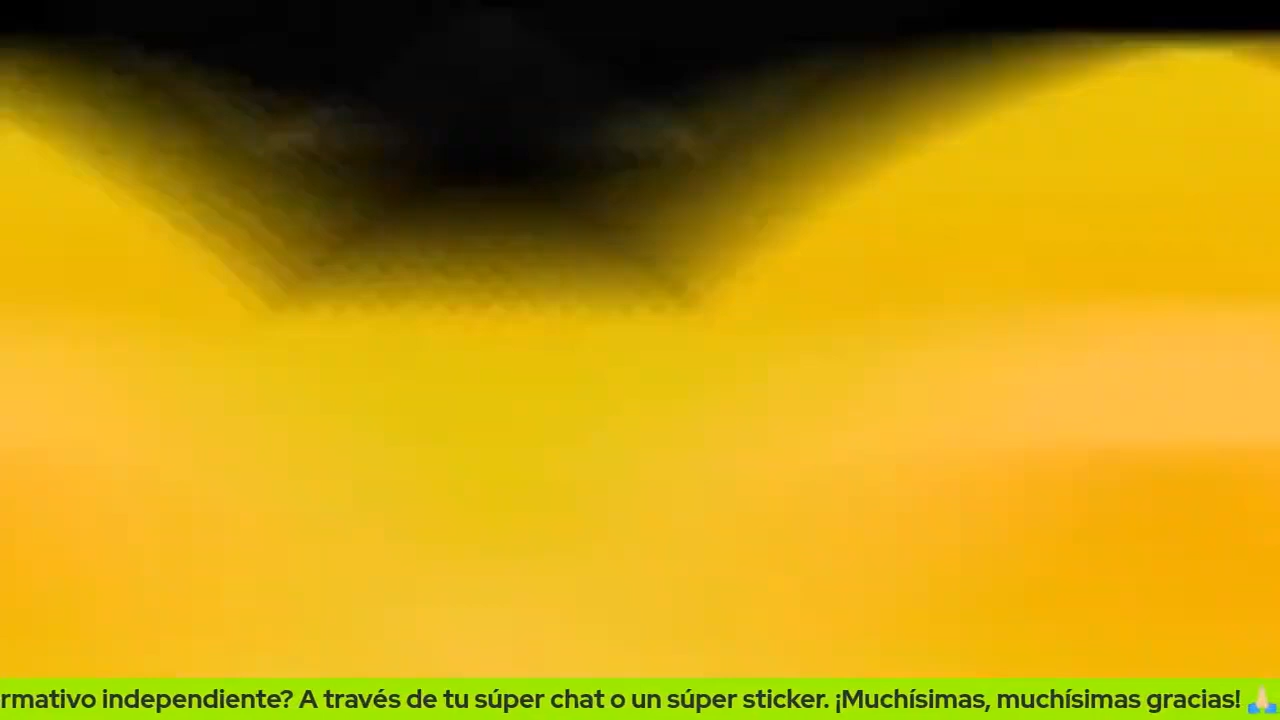 rmativo independiente? A través de tu súper chat o un súper sticker. ¡Muchísimas, muchísimas gracias! 🙏🏼